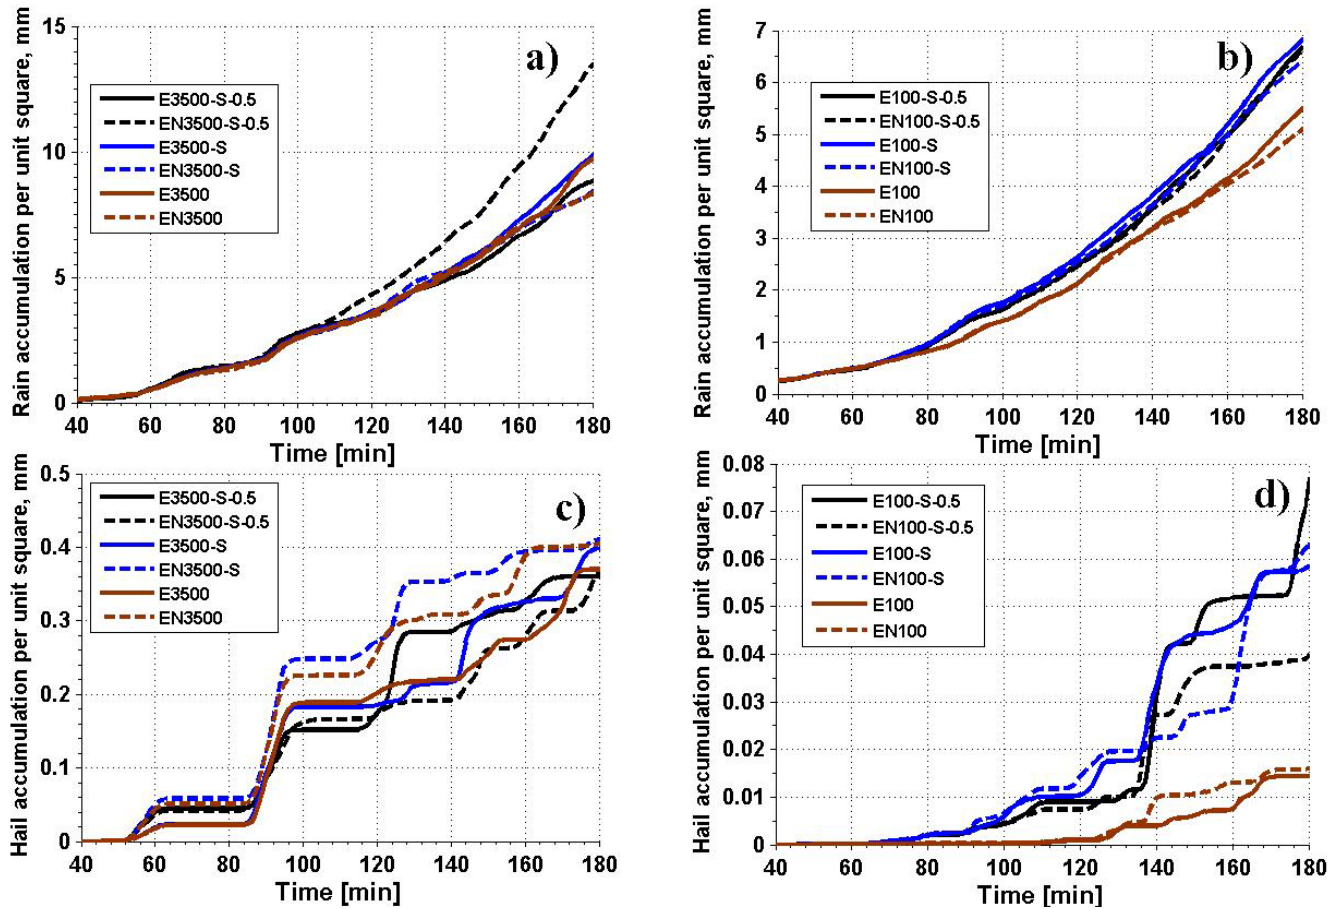 Rain accumulation per unit square, mm
15
10
5
0
a)
E3500-S-0.5
EN3500-S-0.5
E3500-S
EN3500-S
E3500
EN3500
40 60 80 100 120 140 160 180
Time [min]
Rain accumulation per unit square, mm
7
6
5
4
3
2
1
0
b)
E100-S-0.5
EN100-S-0.5
E100-S
EN100-S
E100
EN100
40 60 80 100 120 140 160 180
Time [min]
Hail accumulation per unit square, mm
0.5
0.4
0.3
0.2
0.1
0
c)
E3500-S-0.5
EN3500-S-0.5
E3500-S
EN3500-S
E3500
EN3500
40 60 80 100 120 140 160 180
Time [min]
Hail accumulation per unit square, mm
0.08
0.07
0.06
0.05
0.04
0.03
0.02
0.01
0
d)
E100-S-0.5
EN100-S-0.5
E100-S
EN100-S
E100
EN100
40 60 80 100 120 140 160 180
Time [min]